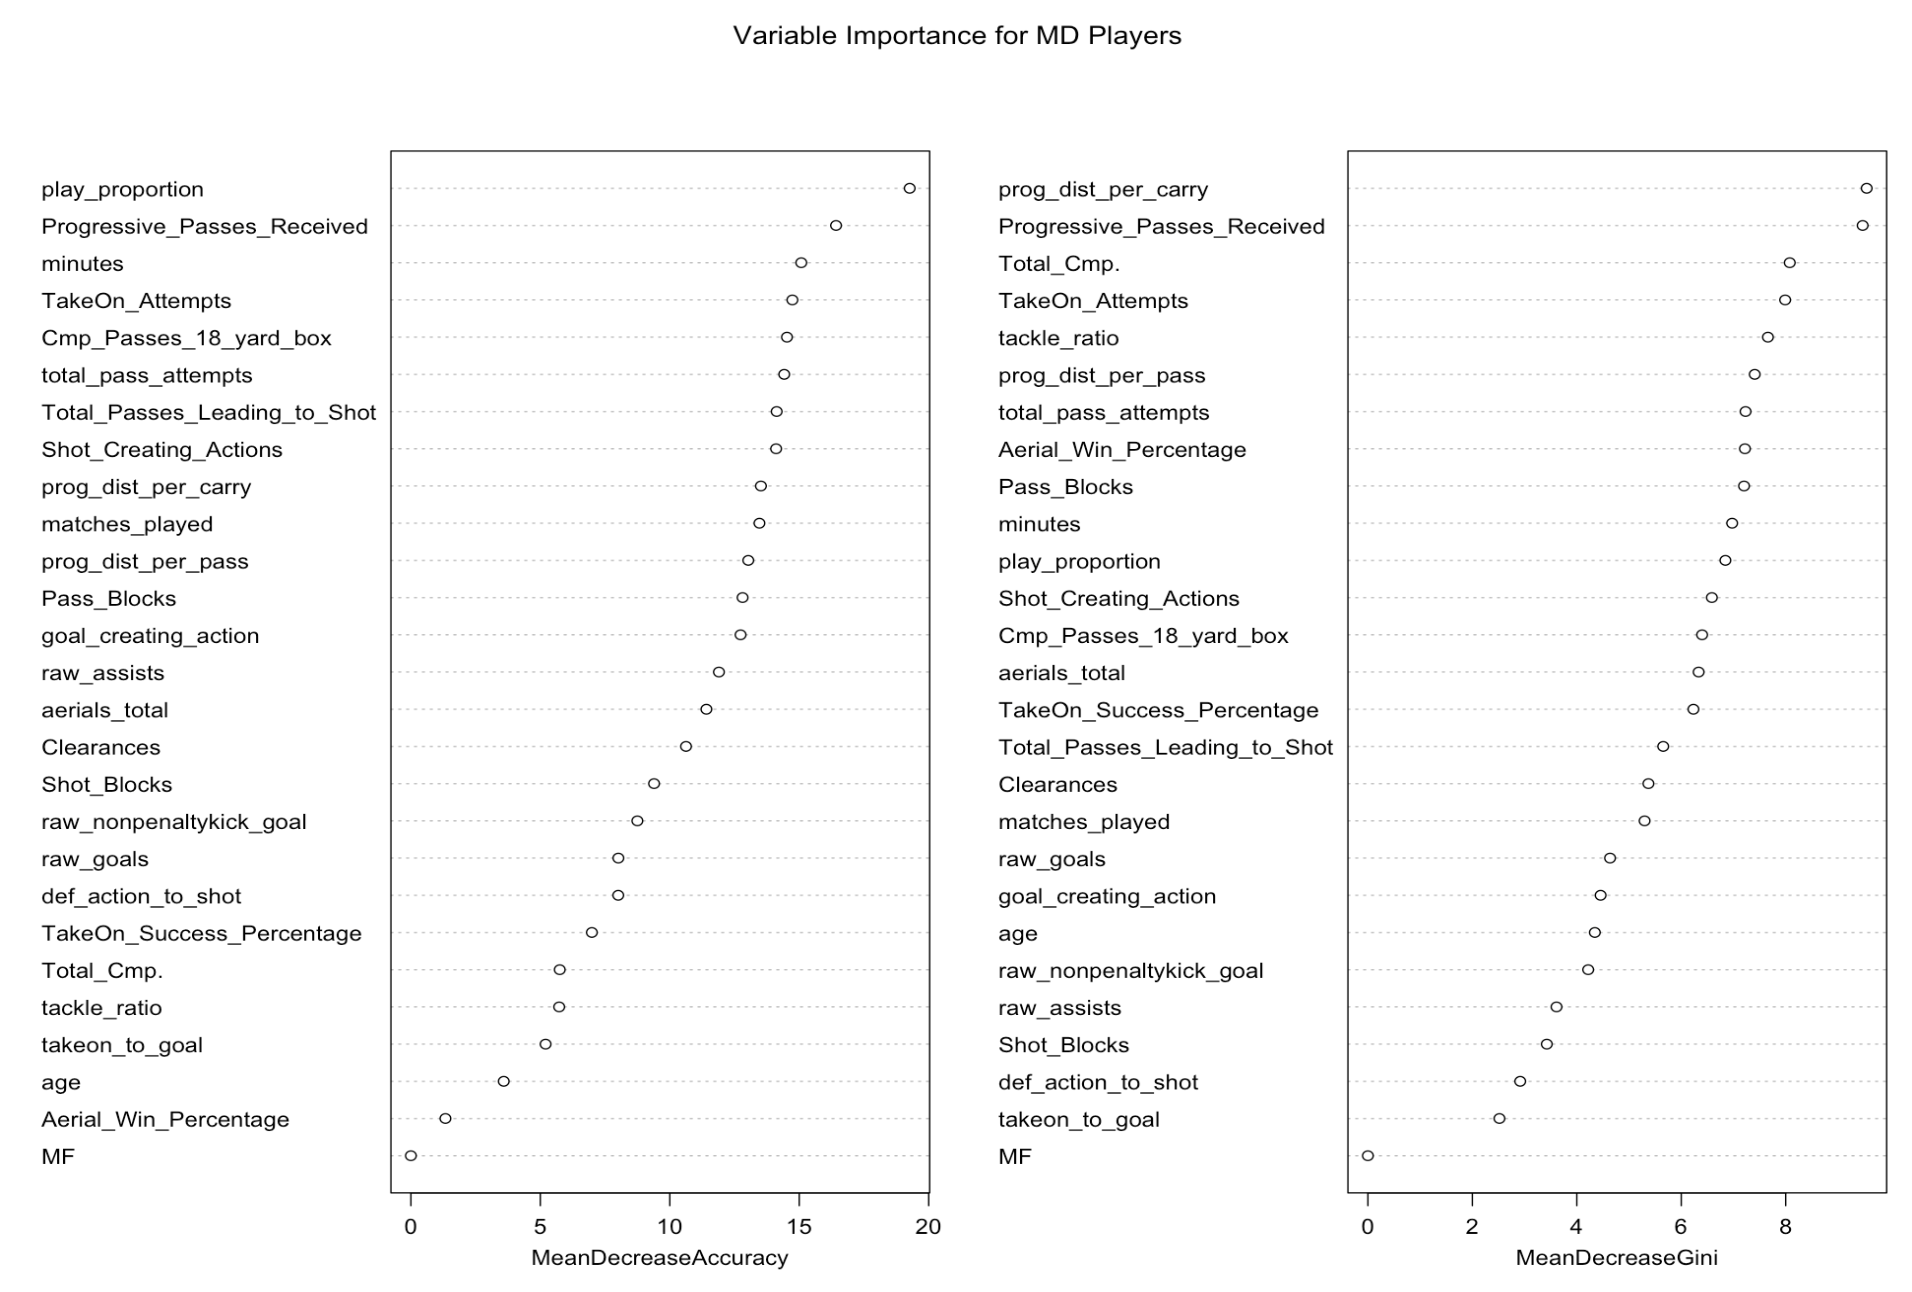 Variable Importance for MD Players
play_proportion
Progressive_Passes_Received
minutes
TakeOn_Attempts
Cmp_Passes_18_yard_box
total_pass_attempts
Total_Passes_Leading_to_Shot
Shot_Creating_Actions
prog_dist_per_carry
matches_played
prog_dist_per_pass
Pass_Blocks
goal_creating_action
raw_assists
aerials_total
Clearances
Shot_Blocks
raw_nonpenaltykick_goal
raw_goals
def_action_to_shot
TakeOn_Success_Percentage
Total_Cmp.
tackle_ratio
takeon_to_goal
age
Aerial_Win_Percentage
MF
0 5 10 15 20
MeanDecreaseAccuracy
prog_dist_per_carry
Progressive_Passes_Received
Total_Cmp.
TakeOn_Attempts
tackle_ratio
prog_dist_per_pass
total_pass_attempts
Aerial_Win_Percentage
Pass_Blocks
minutes
play_proportion
Shot_Creating_Actions
Cmp_Passes_18_yard_box
aerials_total
TakeOn_Success_Percentage
Total_Passes_Leading_to_Shot
Clearances
matches_played
raw_goals
goal_creating_action
age
raw_nonpenaltykick_goal
raw_assists
Shot_Blocks
def_action_to_shot
takeon_to_goal
MF
0 2 4 6 8
MeanDecreaseGini